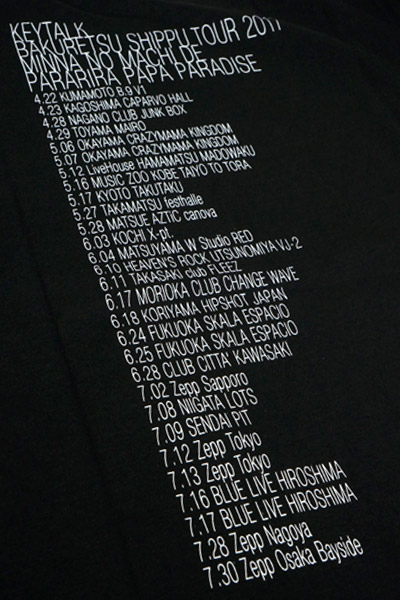 KEYTALK
BAKURETSU SHIPPU TOUR 2017
MINNA NO MACHI DE
PARARIRA PAPA PARADISE
4.22 KUMAMOTO B.9 V1
4.23 KAGOSHIMA CAPARVO HALL
4.28 NAGANO CLUB JUNK BOX
4.29 TOYAMA MAIRO
5.06 OKAYAMA CRAZYMAMA KINGDOM
5.07 OKAYAMA CRAZYMAMA KINGDOM
5.12 LiveHouse HAMAMATSU MADOWAKU
5.16 MUSIC ZOO KOBE TAIYO TO TORA
5.17 KYOTO TAKUTAKU
5.27 TAKAMATSU festhalle
5.28 MATSUE AZTIC canova
6.03 KOCHI X-pt.
6.04 MATSUYAMA W Studio RED
6.10 HEAVEN'S ROCK UTSUNOMIYA VJ-2
6.11 TAKASAKI club FLEEZ
6.17 MORIOKA CLUB CHANGE WAVE
6.18 KORIYAMA HIPSHOT JAPAN
6.24 FUKUOKA SKALA ESPACIO
6.25 FUKUOKA SKALA ESPACIO
6.28 CLUB CITTA' KAWASAKI
7.02 Zepp Sapporo
7.08 NIIGATA LOTS
7.09 SENDAI PIT
7.12 Zepp Tokyo
7.13 Zepp Tokyo
7.16 BLUE LIVE HIROSHIMA
7.17 BLUE LIVE HIROSHIMA
7.28 Zepp Nagoya
7.30 Zepp Osaka Bayside